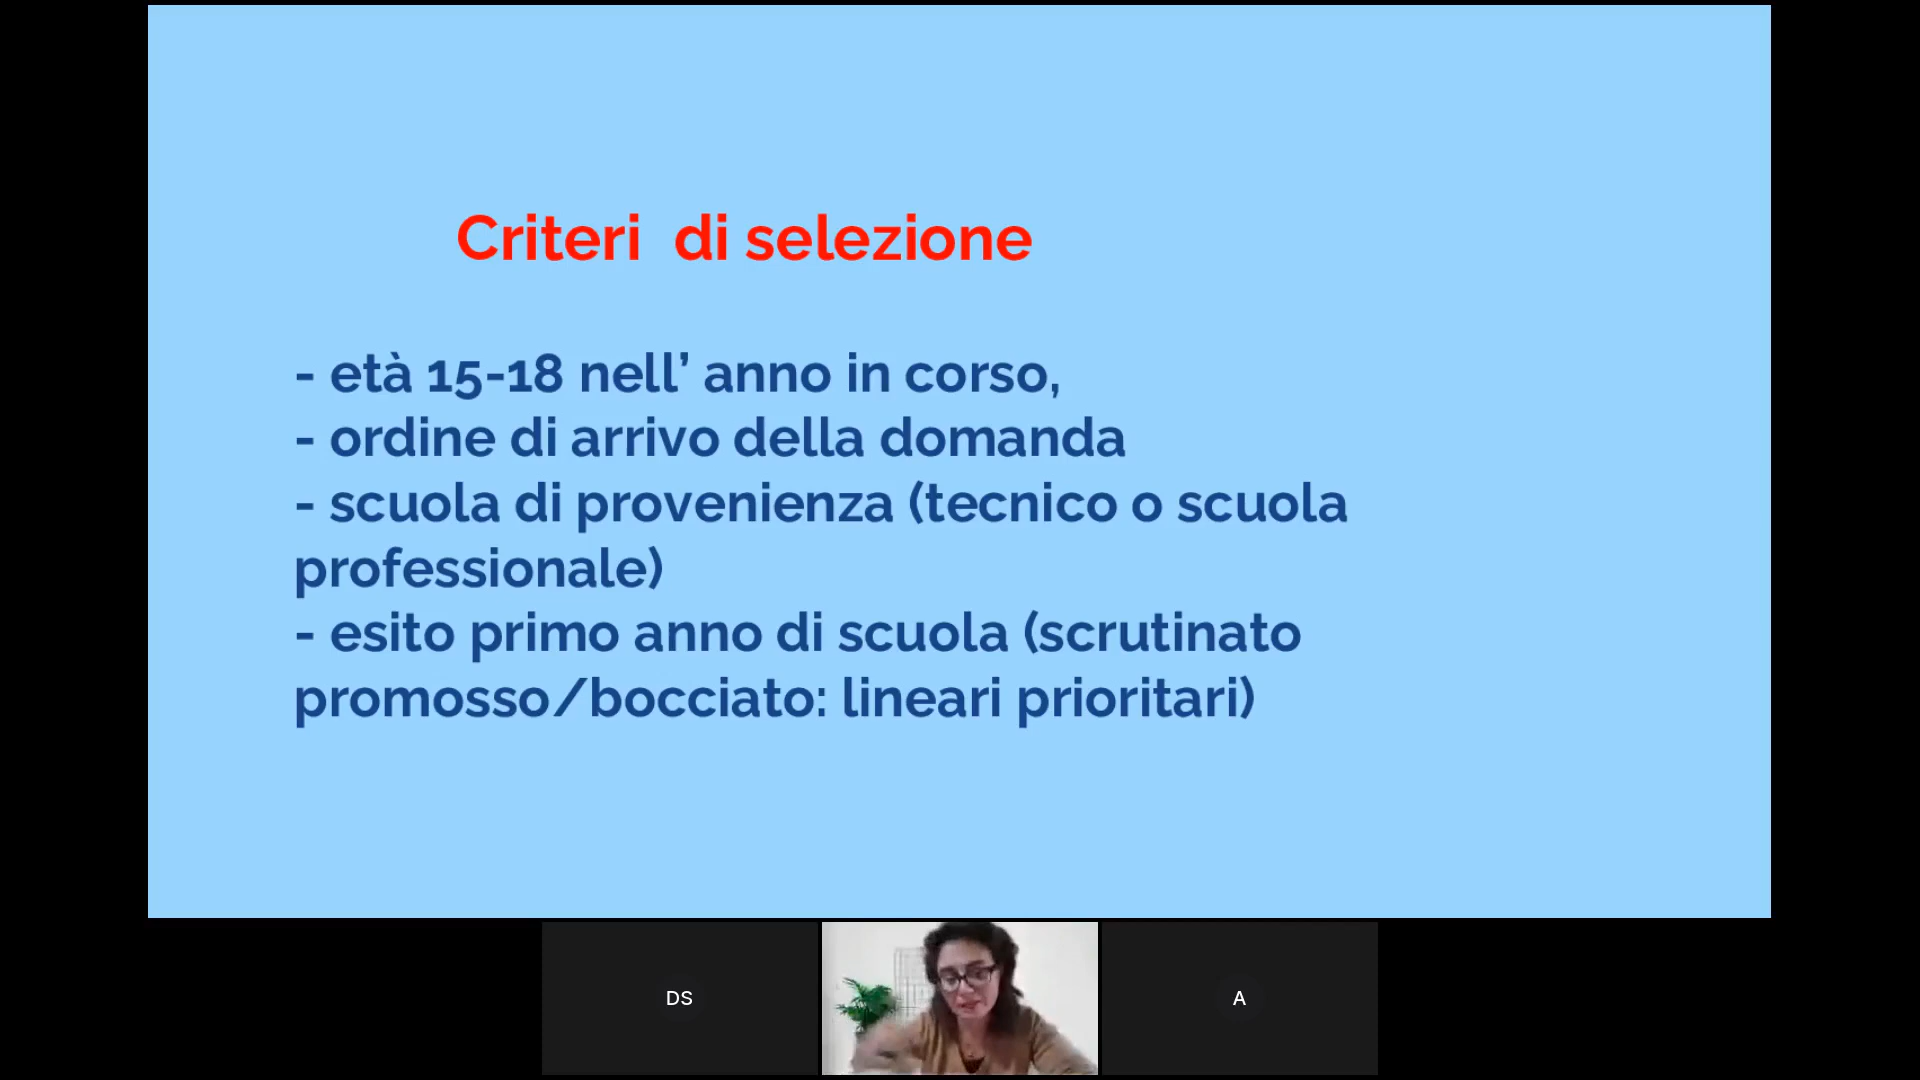 Criteri  di selezione
- età 15-18 nell’ anno in corso,
- ordine di arrivo della domanda
- scuola di provenienza (tecnico o scuola
professionale)
- esito primo anno di scuola (scrutinato
promosso/bocciato: lineari prioritari)
DS
A